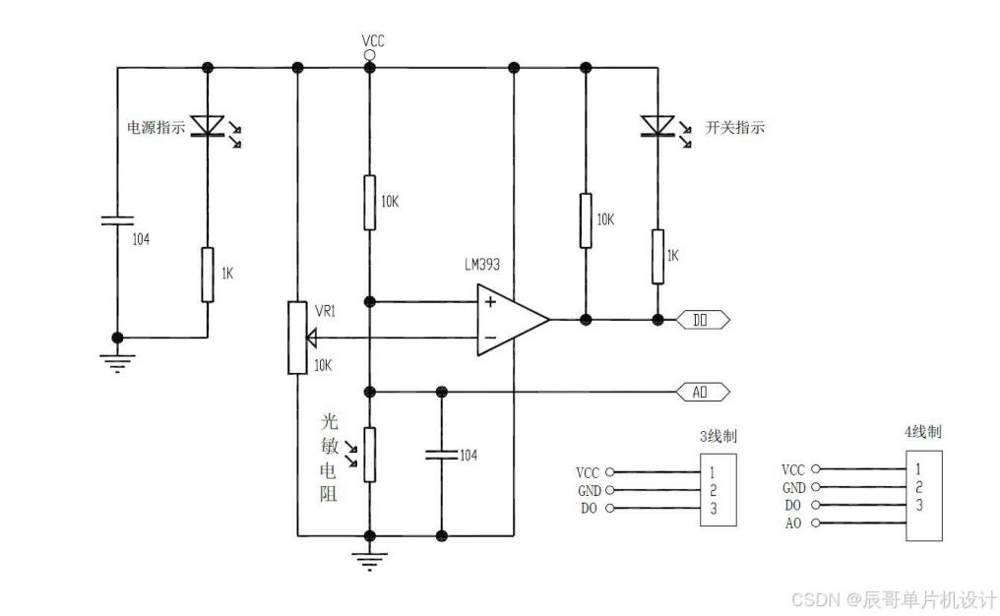 VCC
电源指示
开关指示
10K
10K
104
1K
1K
LM393
+
VR1
DO
-
10K
AO
光
敏
电
阻
104
3线制
VCC
1
GND
2
DO
3
4线制
VCC
1
GND
2
DO
3
AO
CSDN @辰哥单片机设计